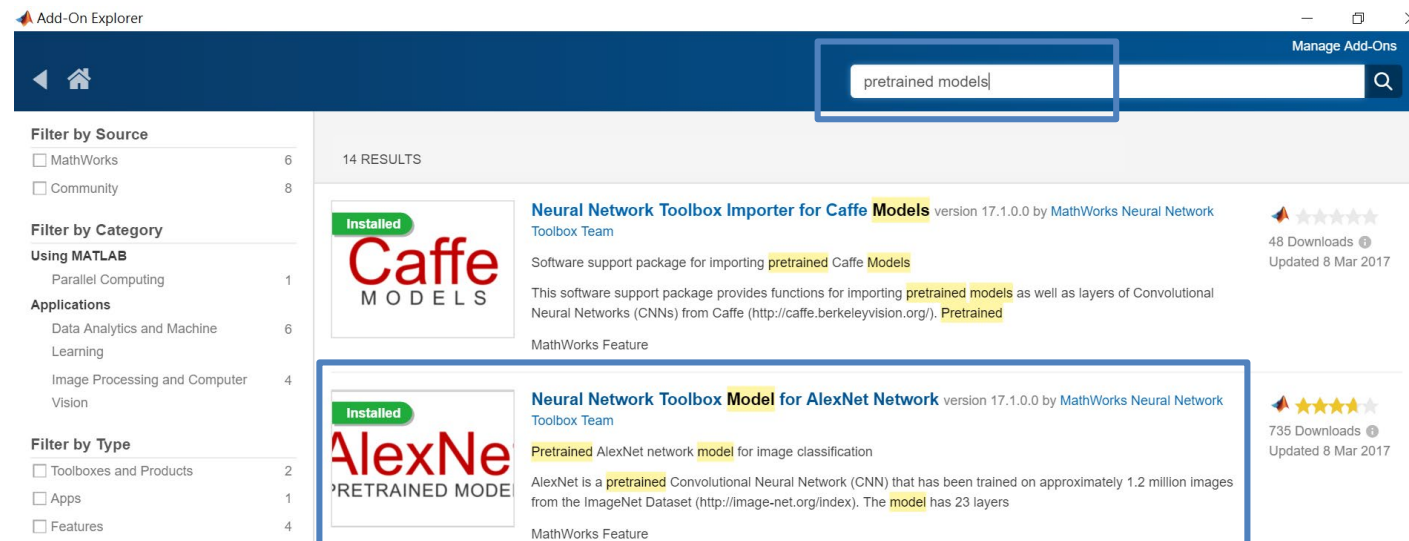 Add-On Explorer
Manage Add-Ons
pretrained models
Filter by Source
MathWorks 6
Community 8
Filter by Category
Using MATLAB
Parallel Computing 1
Applications
Data Analytics and Machine 6
Learning
Image Processing and Computer 4
Vision
Filter by Type
Toolboxes and Products 2
Apps 1
Features 4
14 RESULTS
Installed
Caffe
MODELS
Neural Network Toolbox Importer for Caffe Models version 17.1.0.0 by MathWorks Neural Network
Toolbox Team
Software support package for importing pretrained Caffe Models
This software support package provides functions for importing pretrained models as well as layers of Convolutional
Neural Networks (CNNs) from Caffe (http://caffe.berkeleyvision.org/). Pretrained
MathWorks Feature
48 Downloads
Updated 8 Mar 2017
Installed
AlexNe
PRETRAINED MODE
Neural Network Toolbox Model for AlexNet Network version 17.1.0.0 by MathWorks Neural Network
Toolbox Team
Pretrained AlexNet network model for image classification
AlexNet is a pretrained Convolutional Neural Network (CNN) that has been trained on approximately 1.2 million images
from the ImageNet Dataset (http://image-net.org/index). The model has 23 layers
MathWorks Feature
735 Downloads
Updated 8 Mar 2017